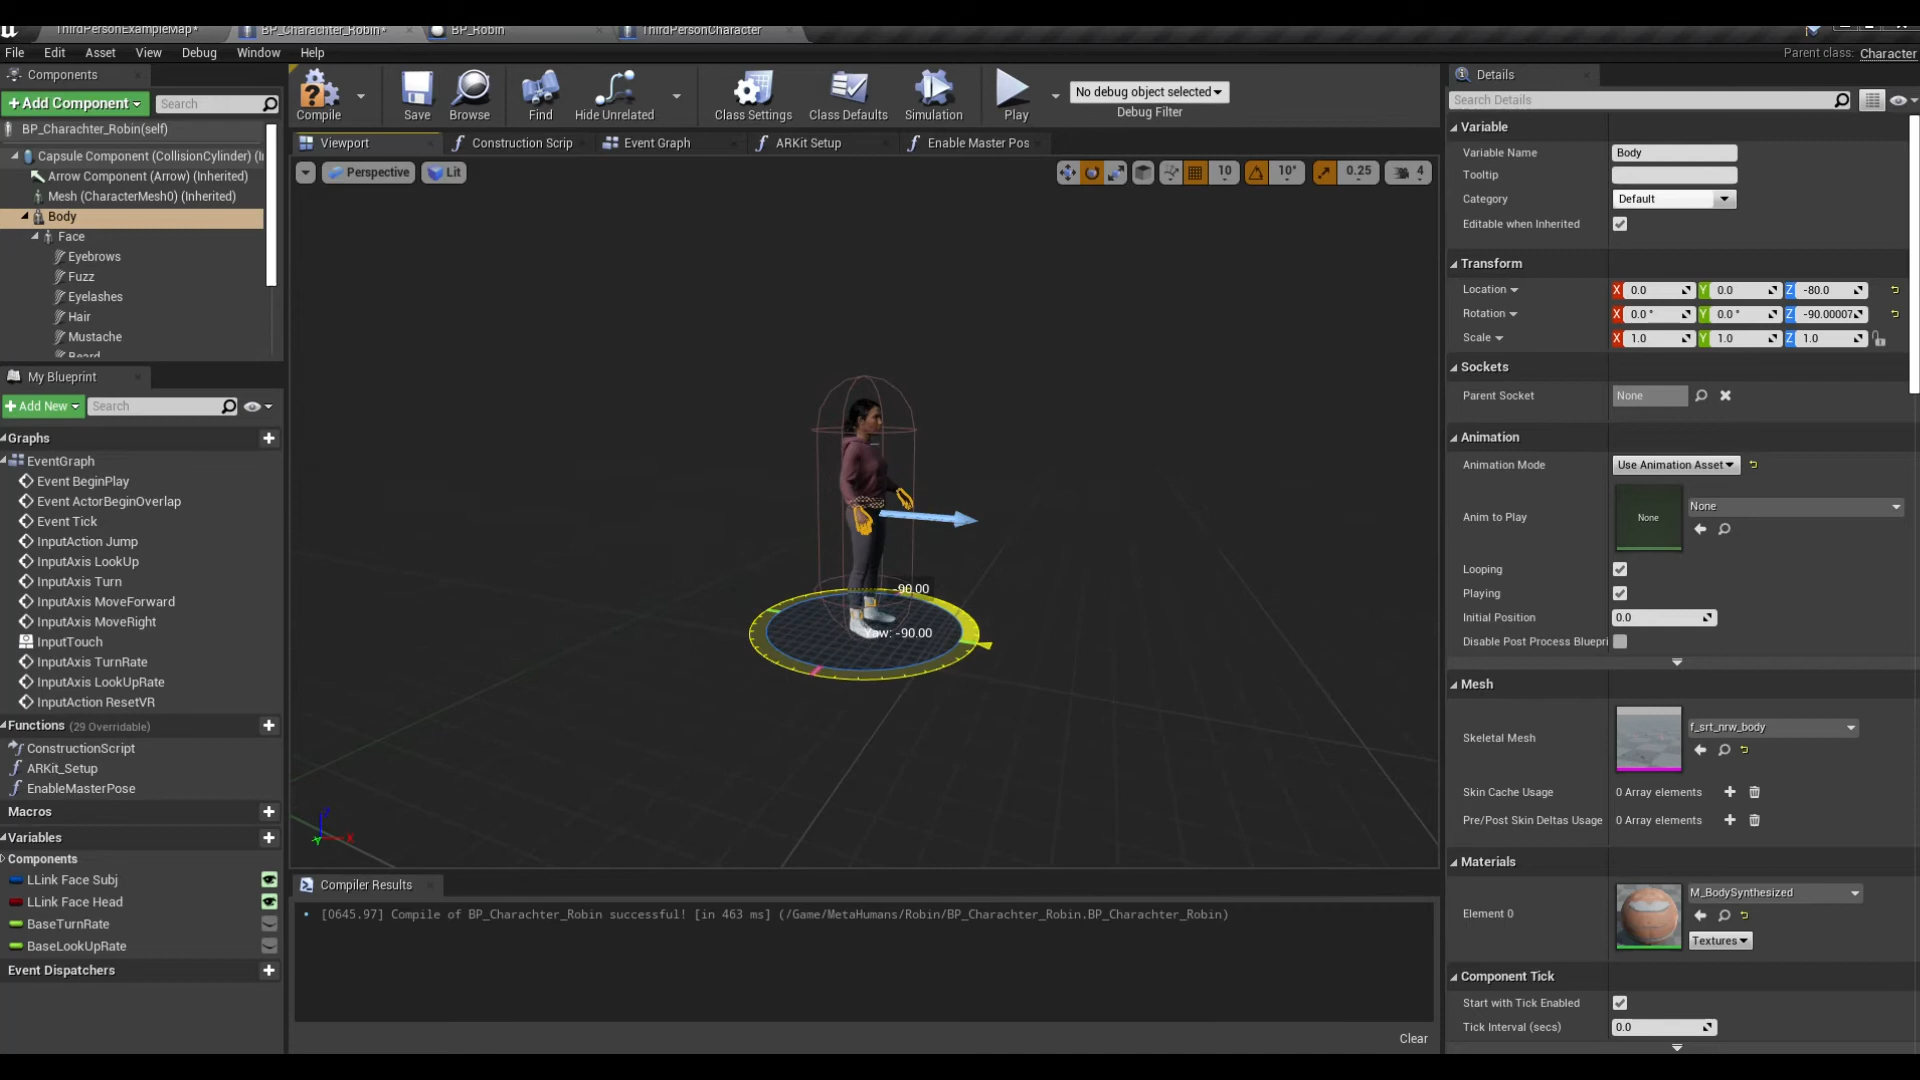 ThirdPersonExampleMap*
BP_Charachter_Robin*
BP_Robin
ThirdPersonCharacter
File Edit Asset View Debug Window Help
Parent class: Character
Components
+Add Component
Search
BP_Charachter_Robin(self)
Capsule Component (CollisionCylinder) (I
Arrow Component (Arrow) (Inherited)
Mesh (CharacterMesh0) (Inherited)
Body
Face
Eyebrows
Fuzz
Eyelashes
Hair
Mustache
Beard
My Blueprint
+Add New
Search
Graphs
EventGraph
Event BeginPlay
Event ActorBeginOverlap
Event Tick
InputAction Jump
InputAxis LookUp
InputAxis Turn
InputAxis MoveForward
InputAxis MoveRight
InputTouch
InputAxis TurnRate
InputAxis LookUpRate
InputAction ResetVR
Functions (29 Overridable)
ConstructionScript
ARKit_Setup
EnableMasterPose
Macros
Variables
Components
LLink Face Subj
LLink Face Head
BaseTurnRate
BaseLookUpRate
Event Dispatchers
Compile
Save
Browse
Find
Hide Unrelated
Class Settings
Class Defaults
Simulation
Play
No debug object selected
Debug Filter
Viewport
Construction Scrip
Event Graph
ARKit Setup
Enable Master Pos
Perspective
Lit
10
10°
0.25
4
-90.00
Yaw: -90.00
Z
X
Y
Compiler Results
[0645.97] Compile of BP_Charachter_Robin successful! [in 463 ms] (/Game/MetaHumans/Robin/BP_Charachter_Robin.BP_Charachter_Robin)
Clear
Details
Search Details
Variable
Variable Name Body
Tooltip
Category Default
Editable when Inherited
Transform
Location X 0.0 Y 0.0 Z -80.0
Rotation X 0.0 ° Y 0.0 ° Z -90.00007
Scale X 1.0 Y 1.0 Z 1.0
Sockets
Parent Socket None
Animation
Animation Mode Use Animation Asset
Anim to Play None None
Looping
Playing
Initial Position 0.0
Disable Post Process Bluepri
Mesh
Skeletal Mesh f_srt_nrw_body
Skin Cache Usage 0 Array elements
Pre/Post Skin Deltas Usage 0 Array elements
Materials
Element 0 M_BodySynthesized
Textures
Component Tick
Start with Tick Enabled
Tick Interval (secs) 0.0